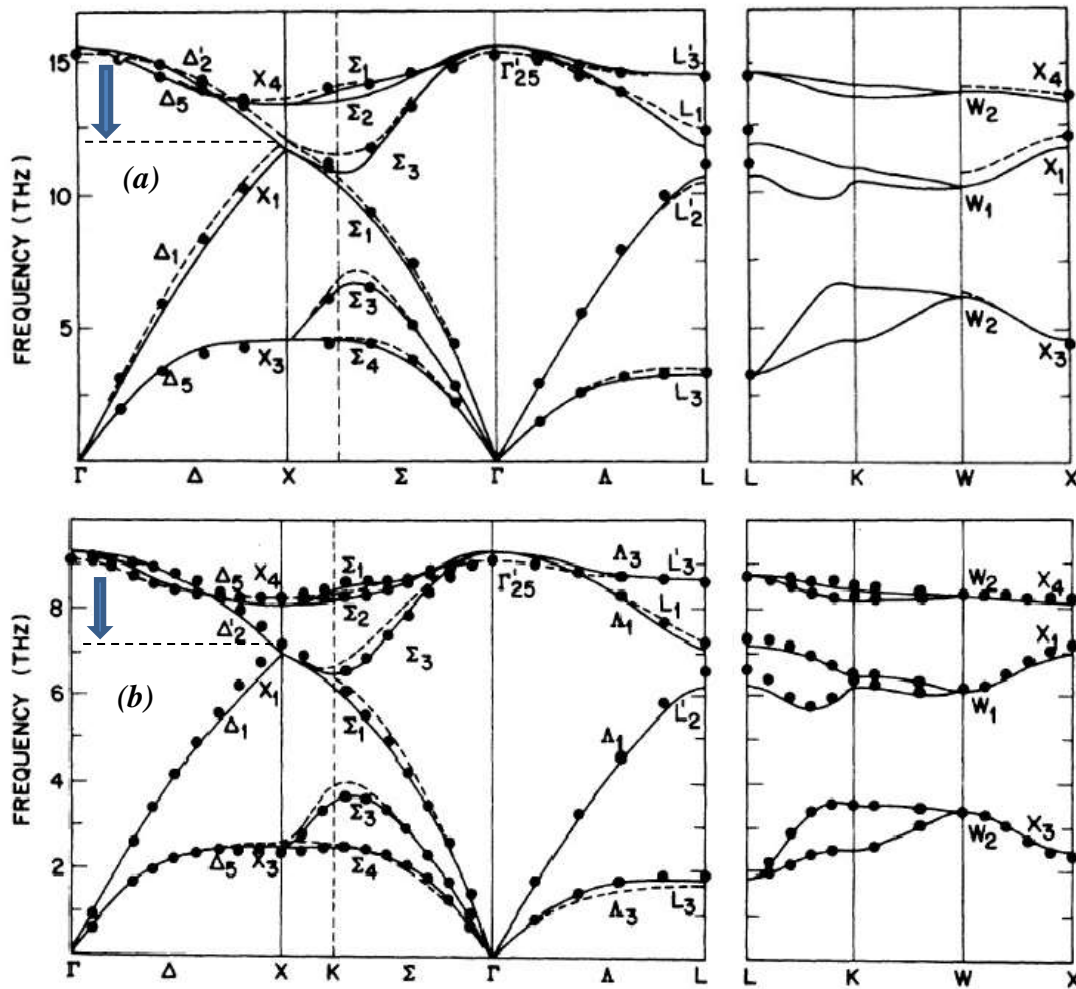 FREQUENCY (THZ)
15
10
5
(a)
Δ'2
Δ5
X4
Σ1
Σ2
Σ3
Γ'25
L'3
L1
X1
Δ1
Σ1
L'2
Σ3
X3
Δ5
Σ4
L3
Γ Δ X Σ Γ Λ L
X4
W2
X1
W1
W2
X3
L K W X
FREQUENCY (THZ)
8
6
4
2
(b)
Δ5
X4
Σ1
Σ2
Δ'2
Σ3
Γ'25
Λ3
L'3
L1
Λ1
X1
Δ1
Σ1
Λ1
L'2
Σ3
Δ5
X3
Σ4
Λ3
L3
Γ Δ X K Σ Γ Λ L
W2
X4
X1
W1
W2
X3
L K W X